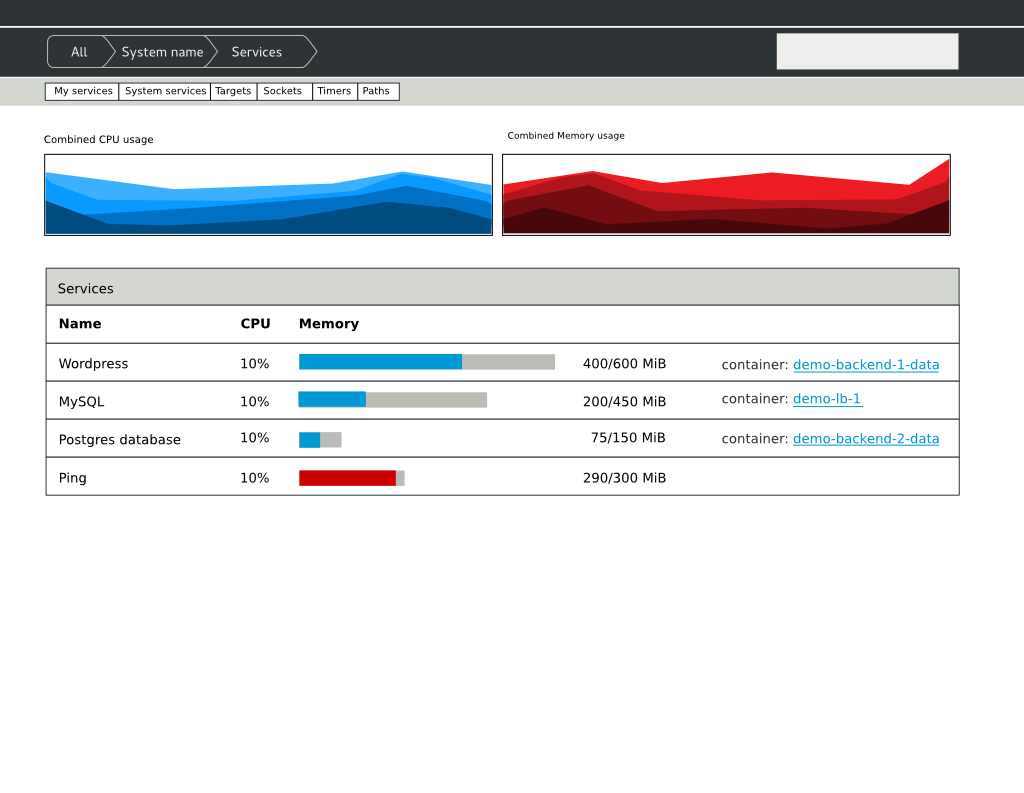 All System name Services
My services System services Targets Sockets Timers Paths
Combined CPU usage Combined Memory usage
Services
Name CPU Memory
Wordpress 10% 400/600 MiB container: demo-backend-1-data
MySQL 10% 200/450 MiB container: demo-lb-1
Postgres database 10% 75/150 MiB container: demo-backend-2-data
Ping 10% 290/300 MiB